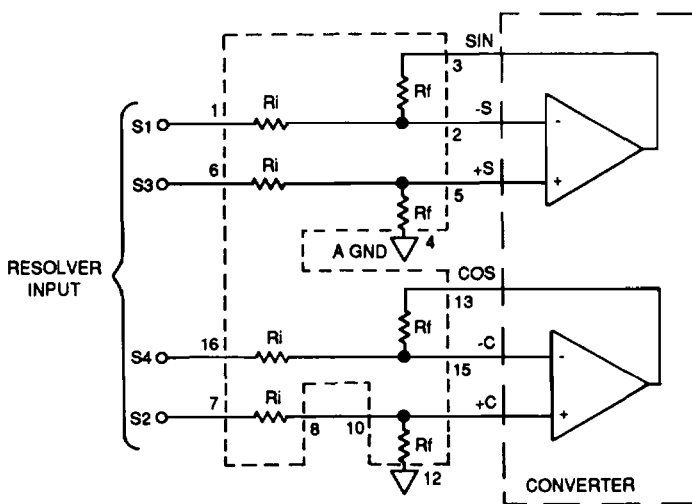 SIN
3
Rf
1
Ri
-S
S1
2
-
6
Ri
+S
S3
5
+
Rf
4
A GND
RESOLVER
INPUT
COS
13
Rf
16
Ri
-C
S4
15
-
7
Ri
+C
S2
8
10
+
Rf
12
CONVERTER